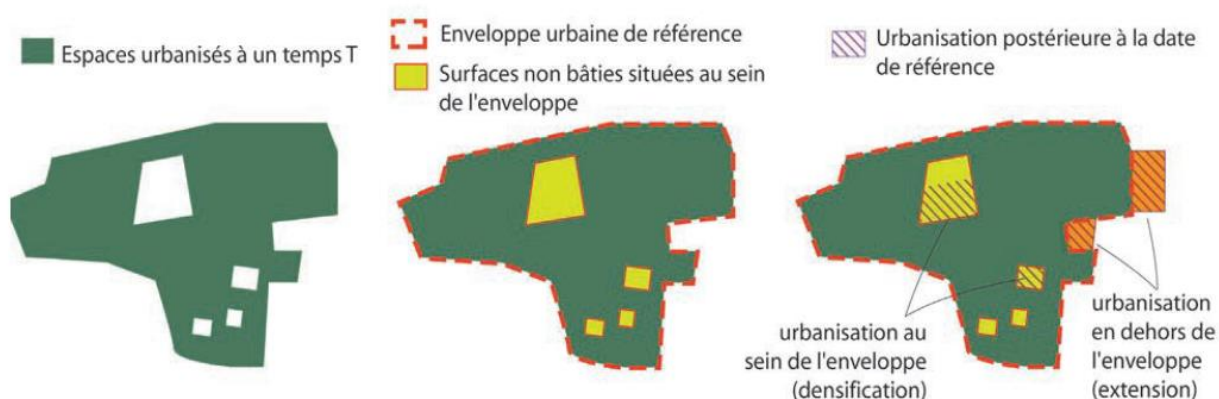 Espaces urbanisés à un temps T
Enveloppe urbaine de référence
Surfaces non bâties situées au sein
de l'enveloppe
Urbanisation postérieure à la date
de référence
urbanisation au
sein de l'enveloppe
(densification)
urbanisation
en dehors de
l'enveloppe
(extension)